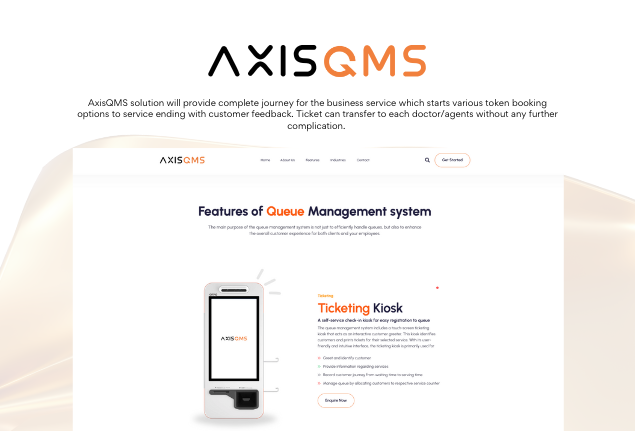 AXISQMS
AxisQMS solution will provide complete journey for the business service which starts various token booking
options to service ending with customer feedback. Ticket can transfer to each doctor/agents without any further
complication.
AXISQMS
Home About Us Features Industries Contact
Get Started
Features of Queue Management system
The main purpose of the queue management system is not just to efficiently handle queues, but also to enhance
the overall customer experience for both clients and your employees
Ticketing
Ticketing Kiosk
A self-service check-in kiosk for easy registration to queue
The queue management system includes a touch-screen ticketing
kiosk that acts as an interactive customer greeter. This kiosk identifies
customers and prints tickets for their selected service. With a user-
friendly and intuitive interface, the ticketing kiosk is primarily used for
AXISQMS
Greet and identify customer
Provide information regarding services
Record customer journey from waiting time to serving time
Manage queue by allocating customers to respective service counter
Enquire Now